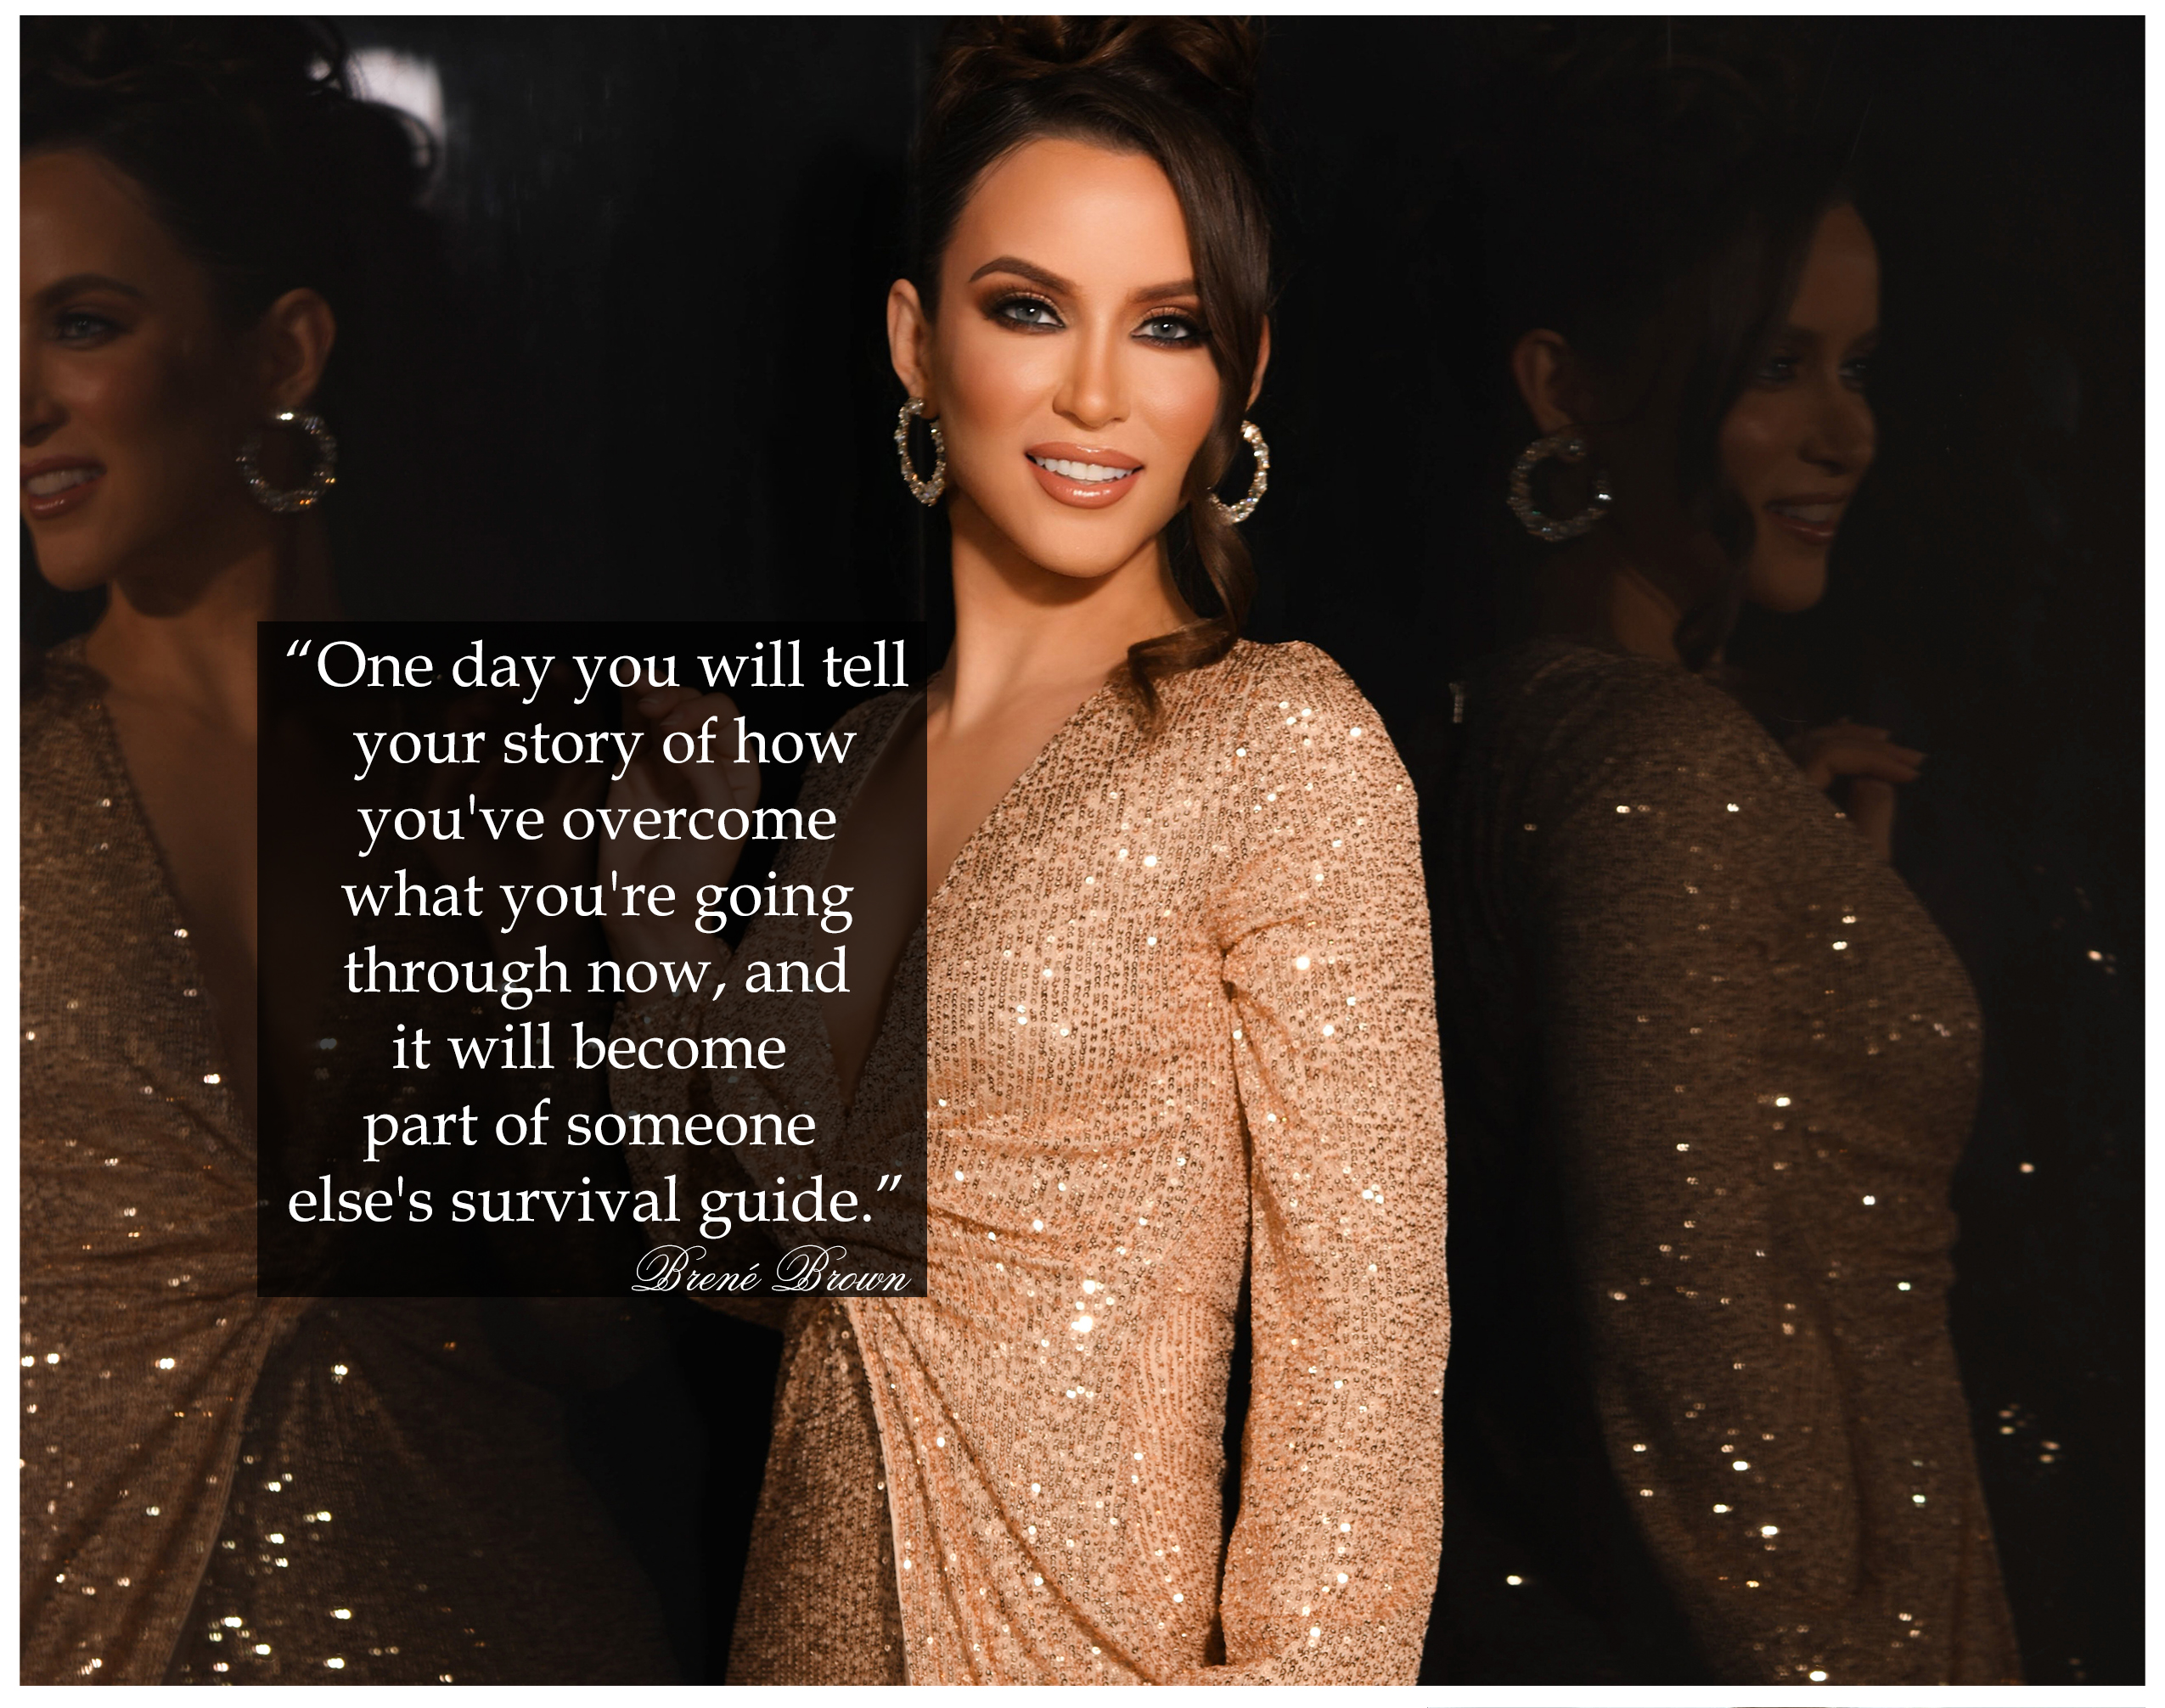 “One day you will tell
your story of how
you've overcome
what you're going
through now, and
it will become
part of someone
else's survival guide.”
Brené Brown